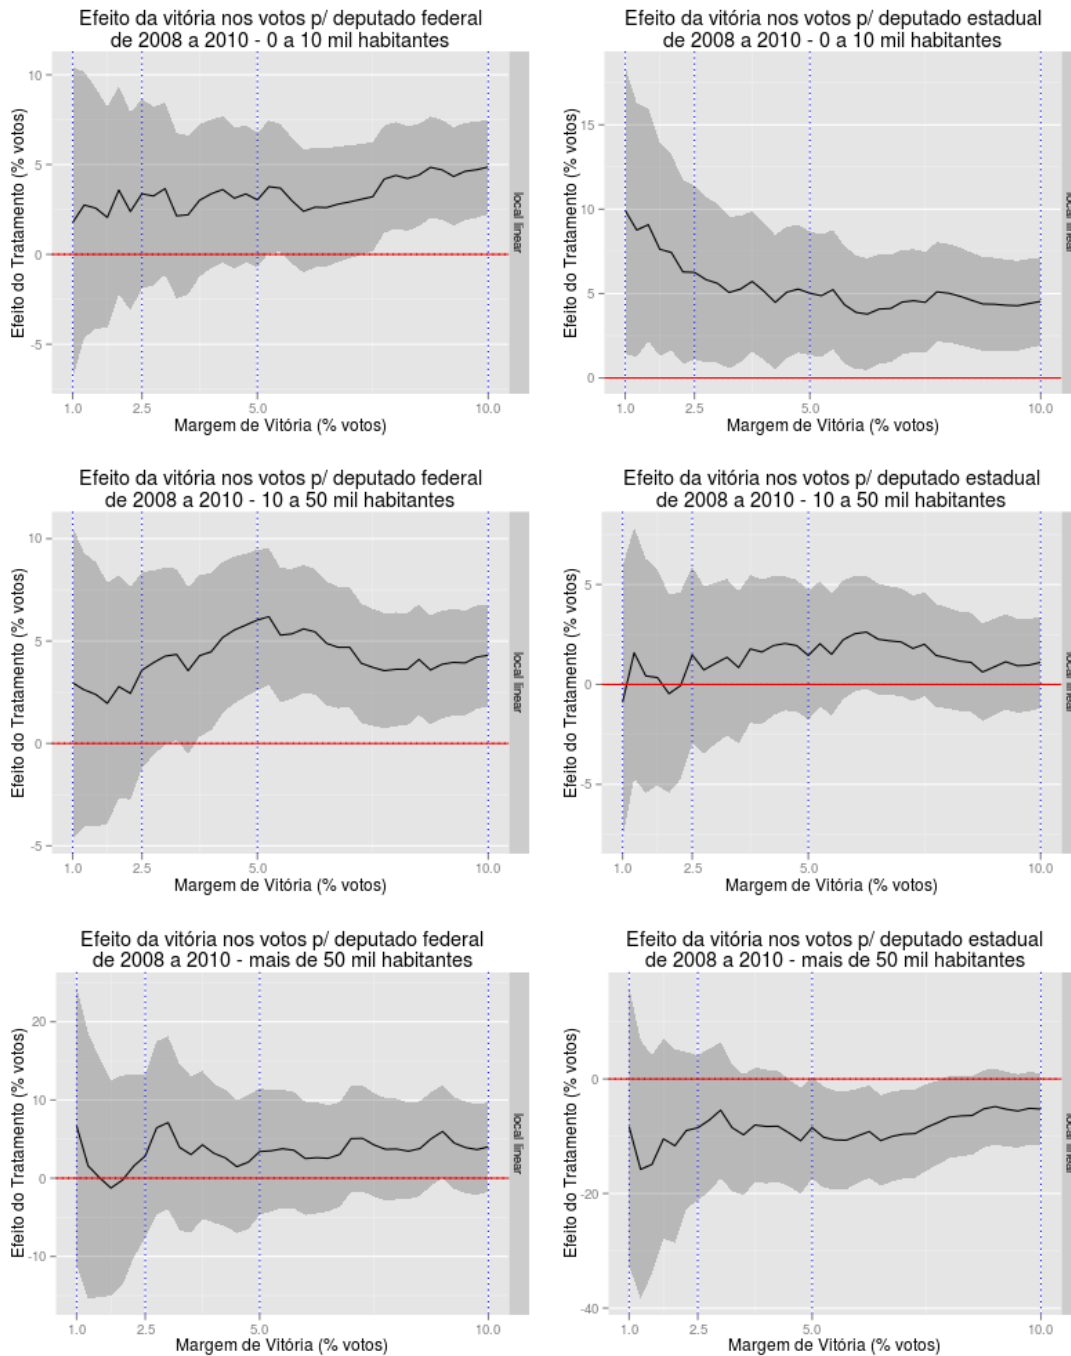 Efeito da vitória nos votos p/ deputado federal
de 2008 a 2010 - 0 a 10 mil habitantes
10
5
0
-5
Efeito do Tratamento (% votos)
local linear
1.0 2.5 5.0 10.0
Margem de Vitória (% votos)
Efeito da vitória nos votos p/ deputado estadual
de 2008 a 2010 - 0 a 10 mil habitantes
15
10
5
0
Efeito do Tratamento (% votos)
local linear
1.0 2.5 5.0 10.0
Margem de Vitória (% votos)
Efeito da vitória nos votos p/ deputado federal
de 2008 a 2010 - 10 a 50 mil habitantes
10
5
0
-5
Efeito do Tratamento (% votos)
local linear
1.0 2.5 5.0 10.0
Margem de Vitória (% votos)
Efeito da vitória nos votos p/ deputado estadual
de 2008 a 2010 - 10 a 50 mil habitantes
5
0
-5
Efeito do Tratamento (% votos)
local linear
1.0 2.5 5.0 10.0
Margem de Vitória (% votos)
Efeito da vitória nos votos p/ deputado federal
de 2008 a 2010 - mais de 50 mil habitantes
20
10
0
-10
Efeito do Tratamento (% votos)
local linear
1.0 2.5 5.0 10.0
Margem de Vitória (% votos)
Efeito da vitória nos votos p/ deputado estadual
de 2008 a 2010 - mais de 50 mil habitantes
0
-20
-40
Efeito do Tratamento (% votos)
local linear
1.0 2.5 5.0 10.0
Margem de Vitória (% votos)